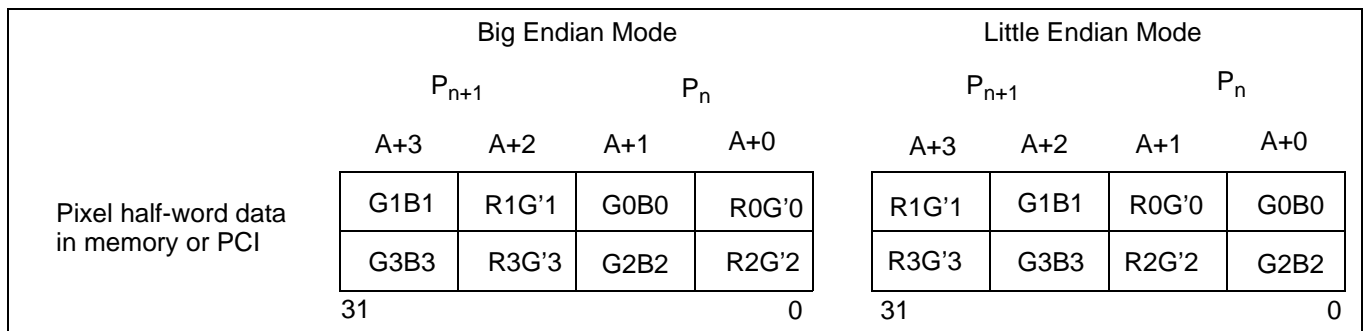 Big Endian Mode Little Endian Mode
Pn+1 Pn Pn+1 Pn
A+3 A+2 A+1 A+0 A+3 A+2 A+1 A+0
G1B1 R1G’1 G0B0 R0G’0 R1G’1 G1B1 R0G’0 G0B0
Pixel half-word data
in memory or PCI
G3B3 R3G’3 G2B2 R2G’2 R3G’3 G3B3 R2G’2 G2B2
31 0 31 0